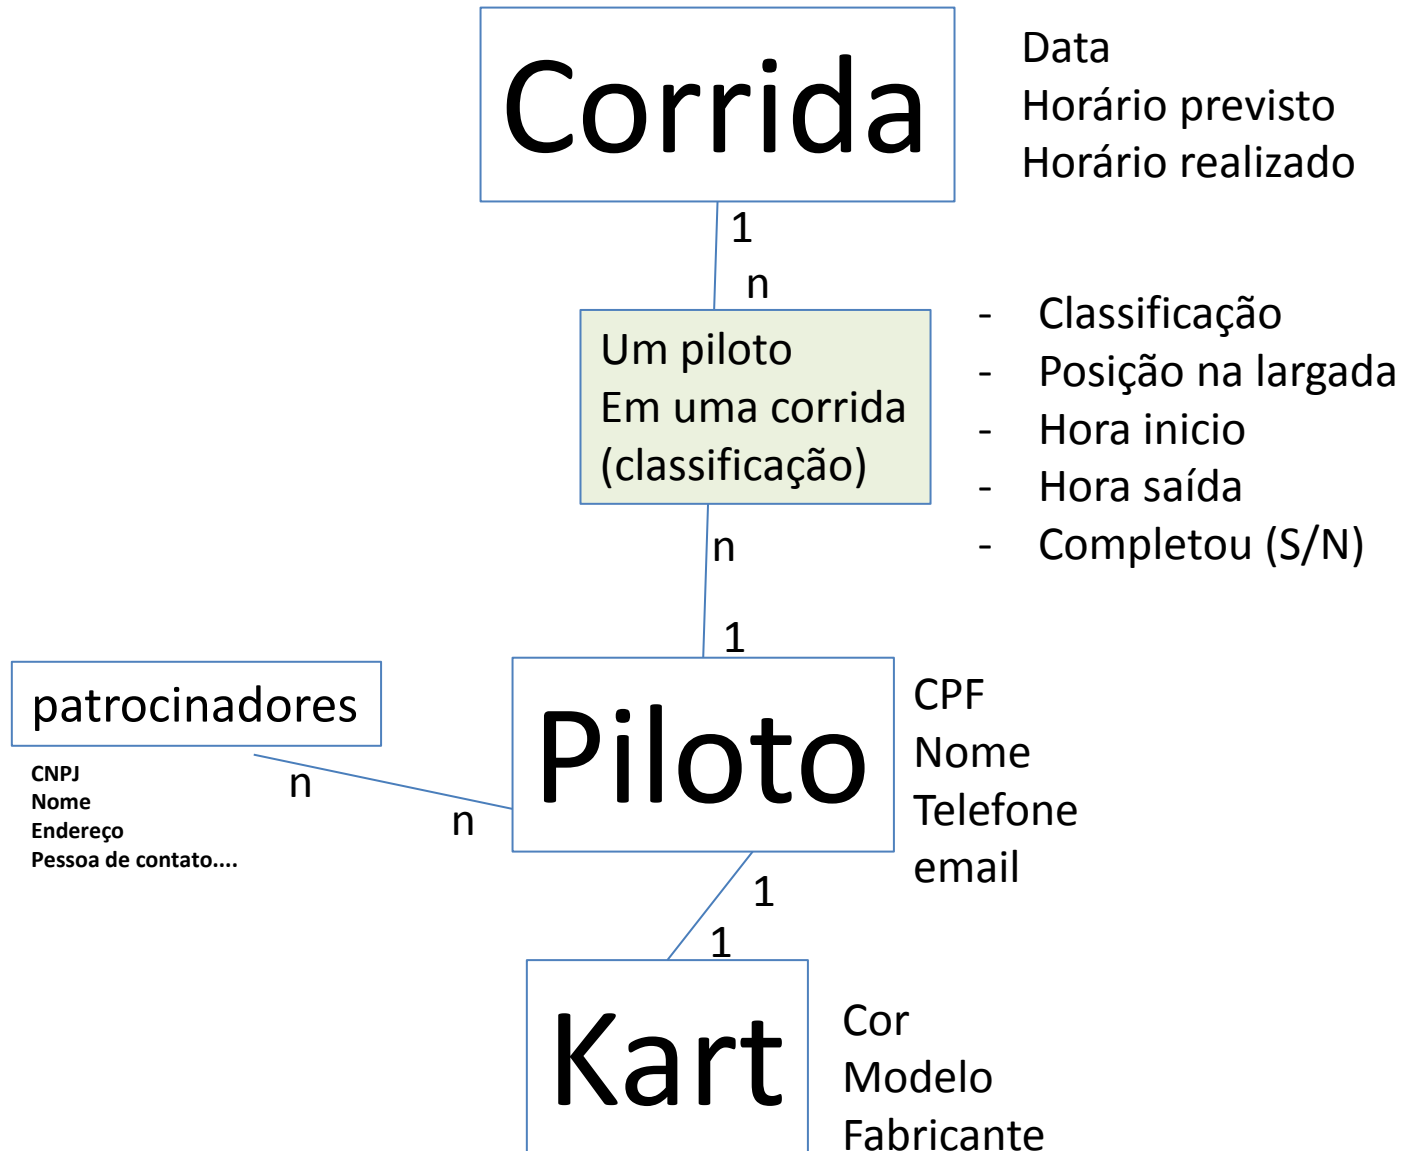 Corrida
Data
Horário previsto
Horário realizado
1
n
Um piloto
Em uma corrida
(classificação)
- Classificação
- Posição na largada
- Hora inicio
- Hora saída
- Completou (S/N)
n
1
patrocinadores
CNPJ
Nome
Endereço
Pessoa de contato....
n
n
Piloto
CPF
Nome
Telefone
email
1
1
Kart
Cor
Modelo
Fabricante